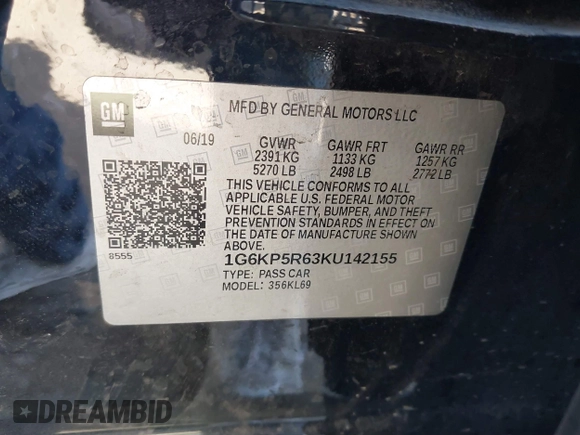 GM
MFD BY GENERAL MOTORS LLC
06/19 GVWR GAWR FRT GAWR RR
2391 KG 1133 KG 1257 KG
5270 LB 2498 LB 2772 LB
THIS VEHICLE CONFORMS TO ALL
APPLICABLE U.S. FEDERAL MOTOR
VEHICLE SAFETY, BUMPER, AND THEFT
PREVENTION STANDARDS IN EFFECT ON
THE DATE OF MANUFACTURE SHOWN
ABOVE.
8555
1G6KP5R63KU142155
TYPE: PASS CAR
MODEL: 356KL69
DREAMBID